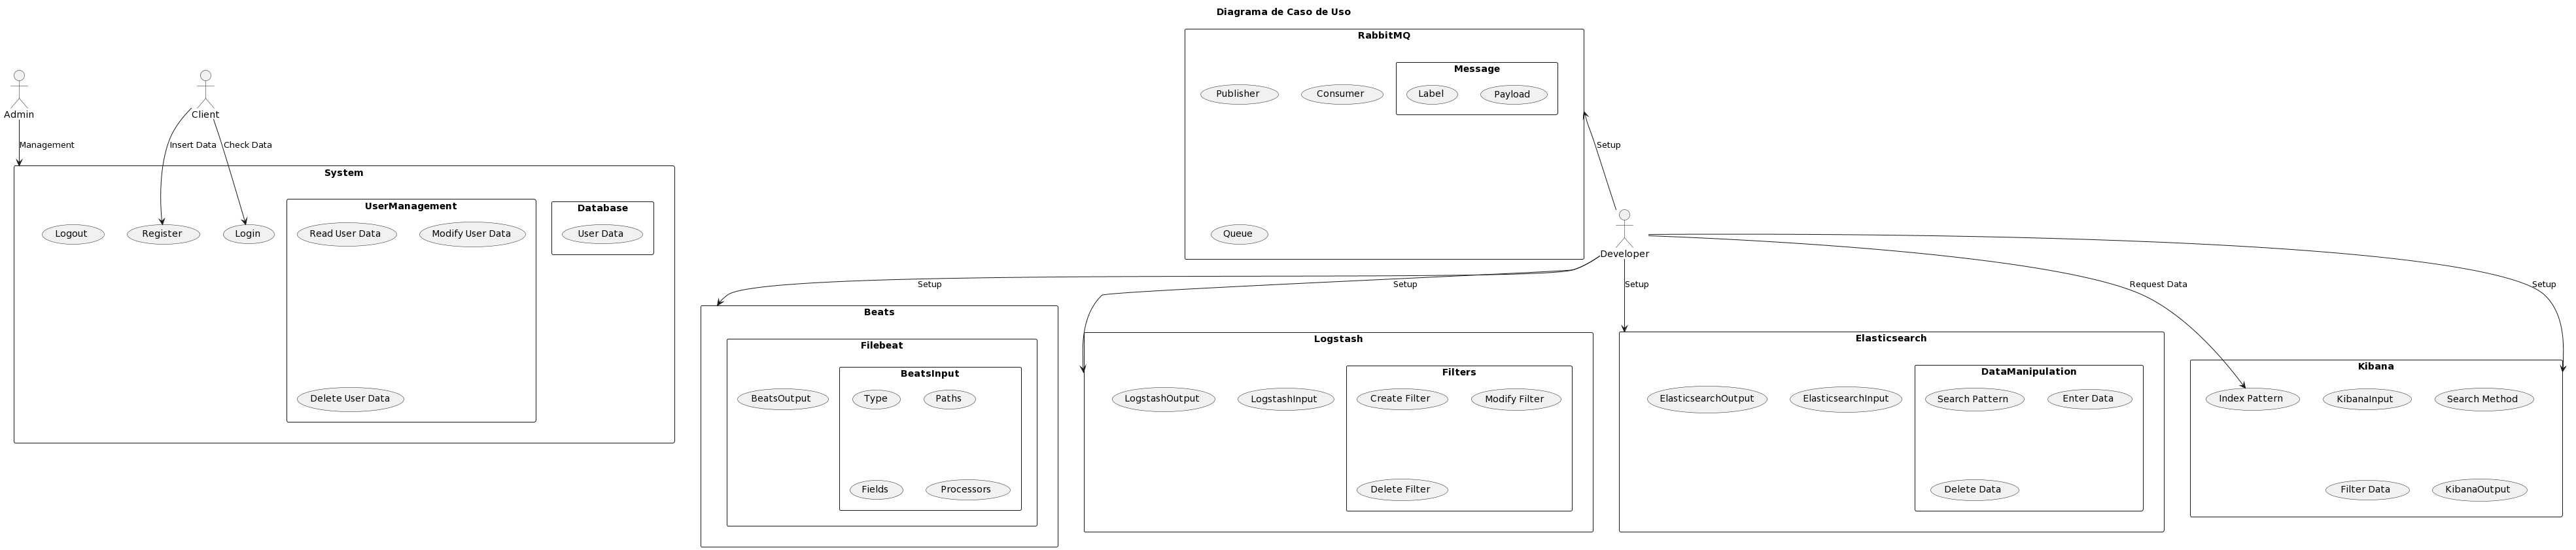 Diagrama de Caso de Uso
RabbitMQ
Message
Publisher
Consumer
Label
Payload
Queue
Admin
Client
Management
Insert Data
Check Data
Setup
System
Logout
Register
Login
UserManagement
Read User Data
Modify User Data
Delete User Data
Database
User Data
Developer
Setup
Setup
Setup
Request Data
Setup
Beats
Filebeat
BeatsOutput
BeatsInput
Type
Paths
Fields
Processors
Logstash
LogstashOutput
LogstashInput
Filters
Create Filter
Modify Filter
Delete Filter
Elasticsearch
ElasticsearchOutput
ElasticsearchInput
DataManipulation
Search Pattern
Enter Data
Delete Data
Kibana
Index Pattern
KibanaInput
Search Method
Filter Data
KibanaOutput